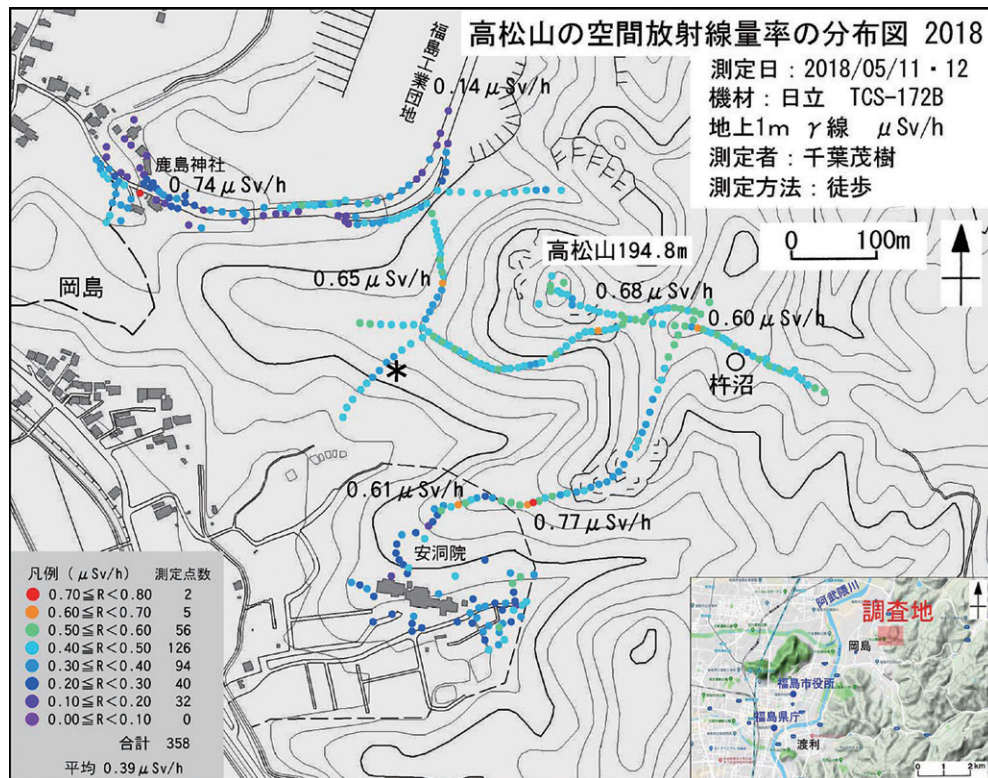 高松山の空間放射線量率の分布図 2018
測定日：2018/05/11・12
機材：日立 TCS-172B
地上1m γ線 μSv/h
測定者：千葉茂樹
測定方法：徒歩
0 100m
福島工業団地
0.14μSv/h
鹿島神社
0.74μSv/h
岡島
0.65μSv/h
高松山194.8m
0.68μSv/h
0.60μSv/h
杵沼
*
0.61μSv/h
0.77μSv/h
安洞院
凡例（μSv/h） 測定点数
0.70≦R<0.80 2
0.60≦R<0.70 5
0.50≦R<0.60 56
0.40≦R<0.50 126
0.30≦R<0.40 94
0.20≦R<0.30 40
0.10≦R<0.20 32
0.00≦R<0.10 0
合計 358
平均 0.39μSv/h
阿武隈川
調査地
岡島
福島市役所
福島県庁
渡利
0 1 2km